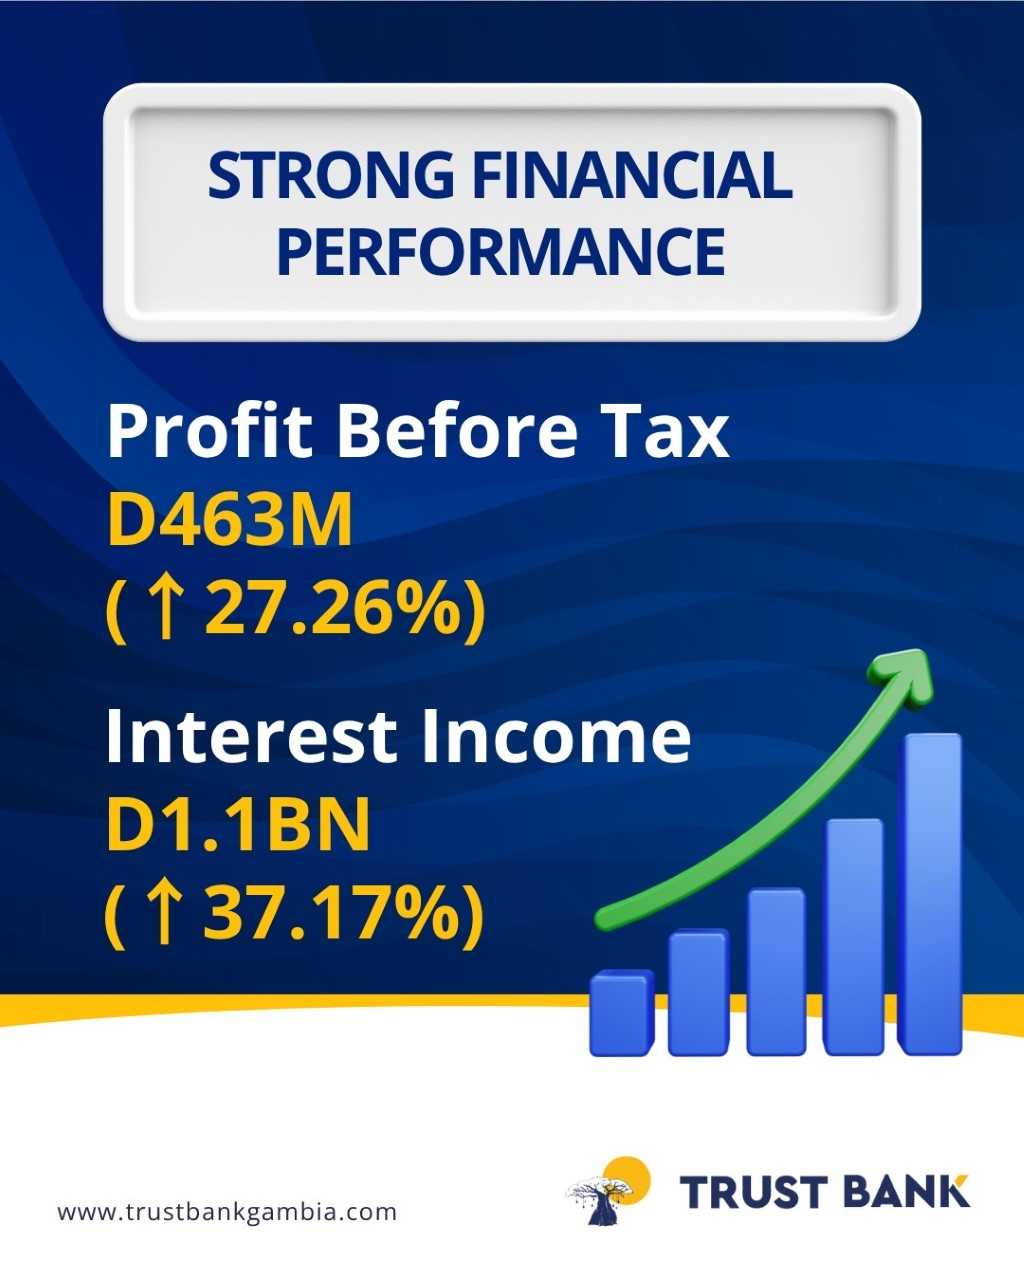 STRONG FINANCIAL
PERFORMANCE
Profit Before Tax
D463M
(↑27.26%)
Interest Income
D1.1BN
(↑37.17%)
www.trustbankgambia.com
TRUST BANK